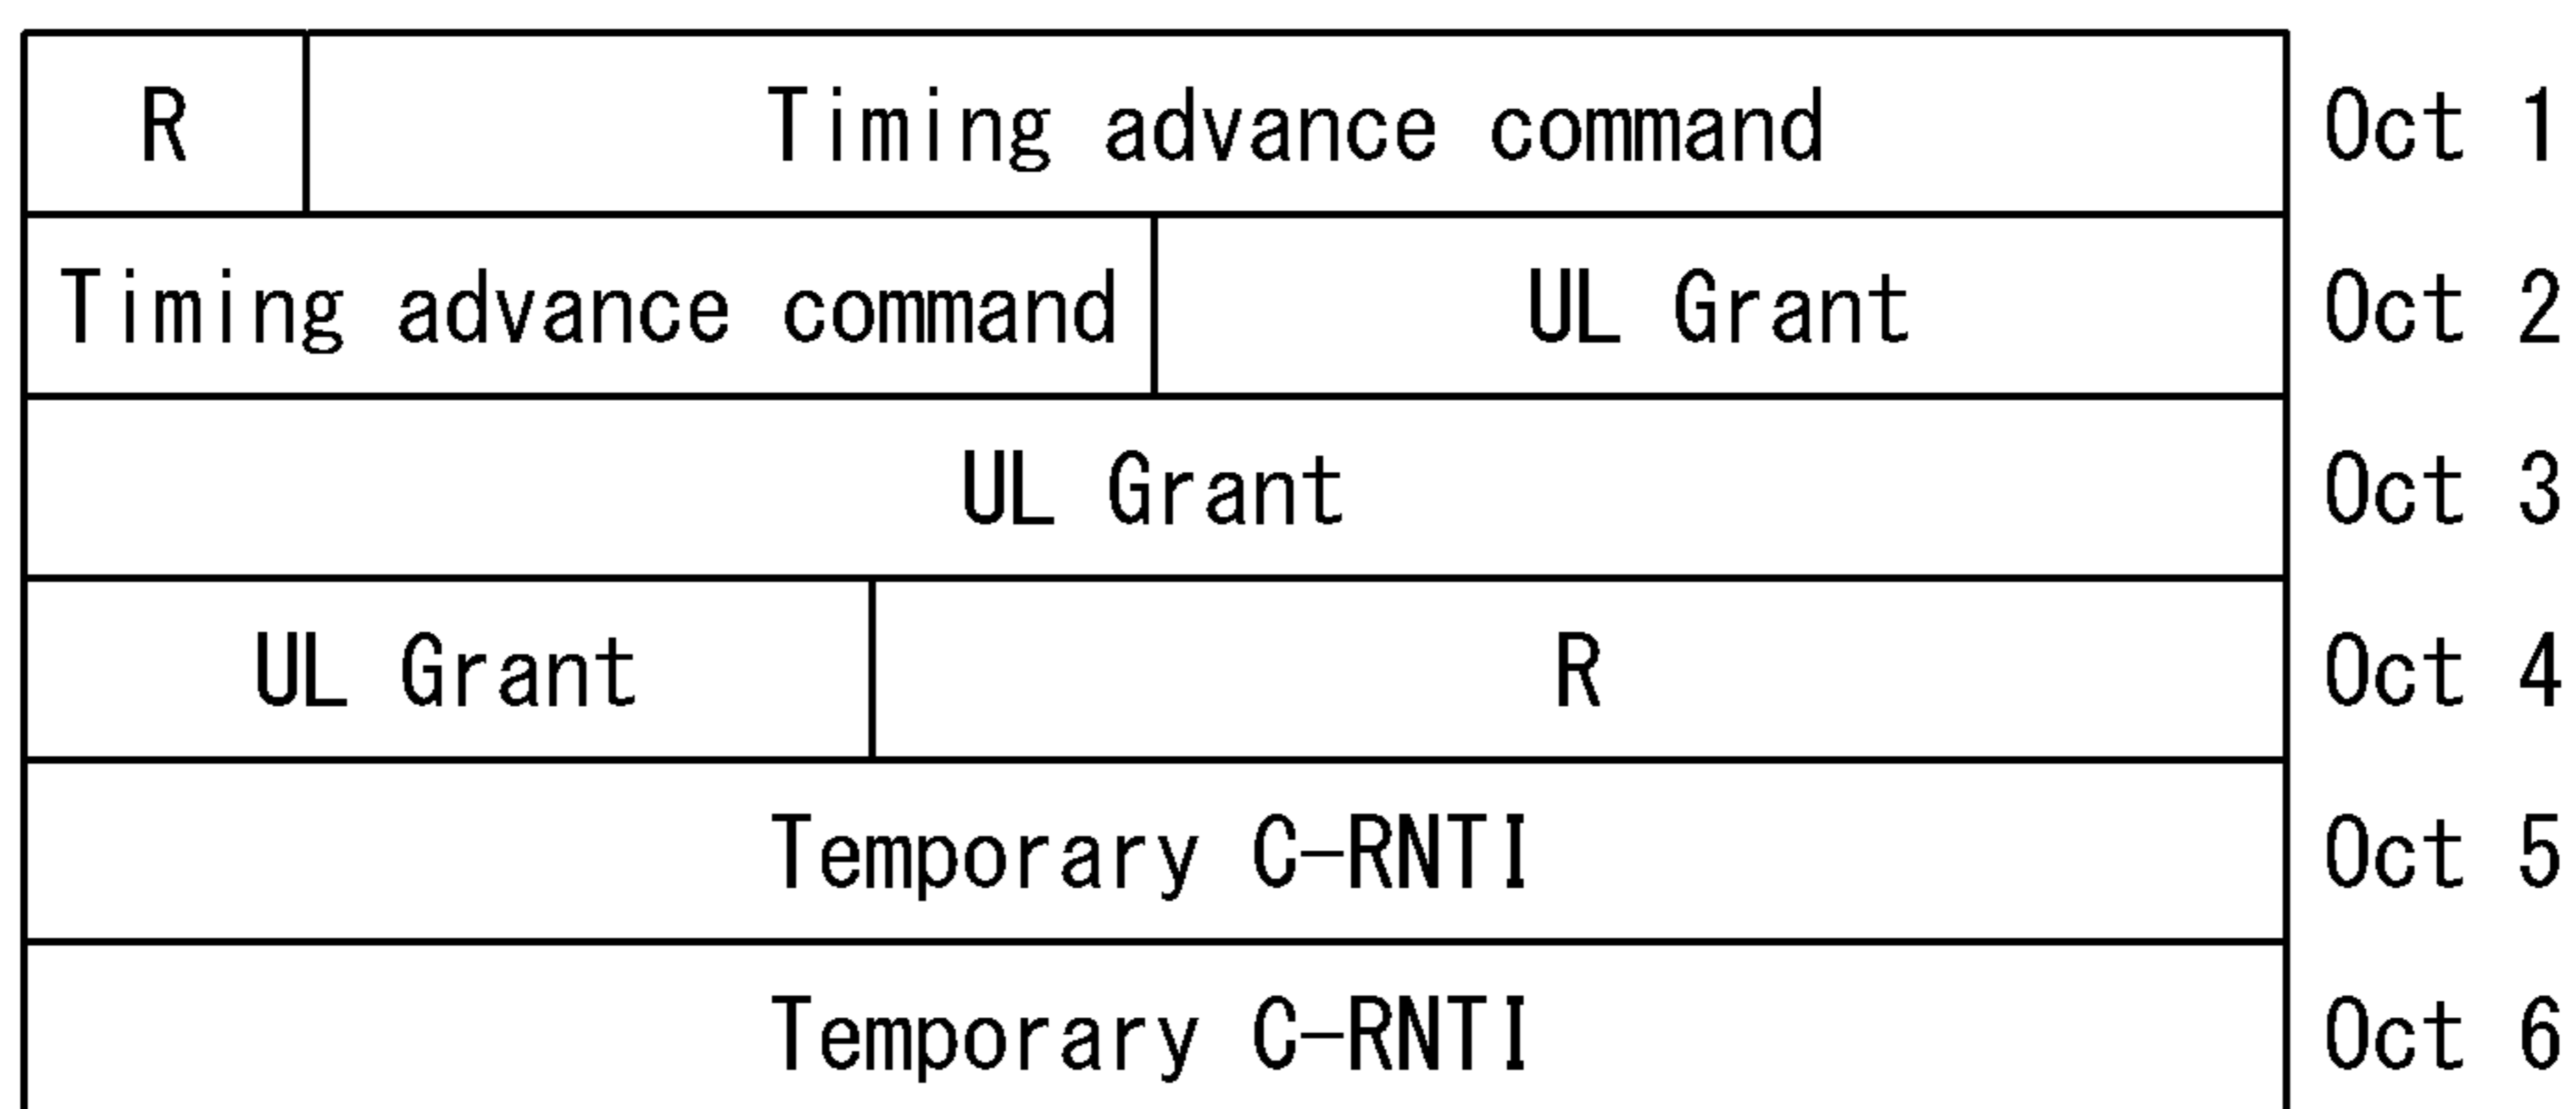 R Timing advance command Oct 1
Timing advance command UL Grant Oct 2
UL Grant Oct 3
UL Grant R Oct 4
Temporary C-RNTI Oct 5
Temporary C-RNTI Oct 6